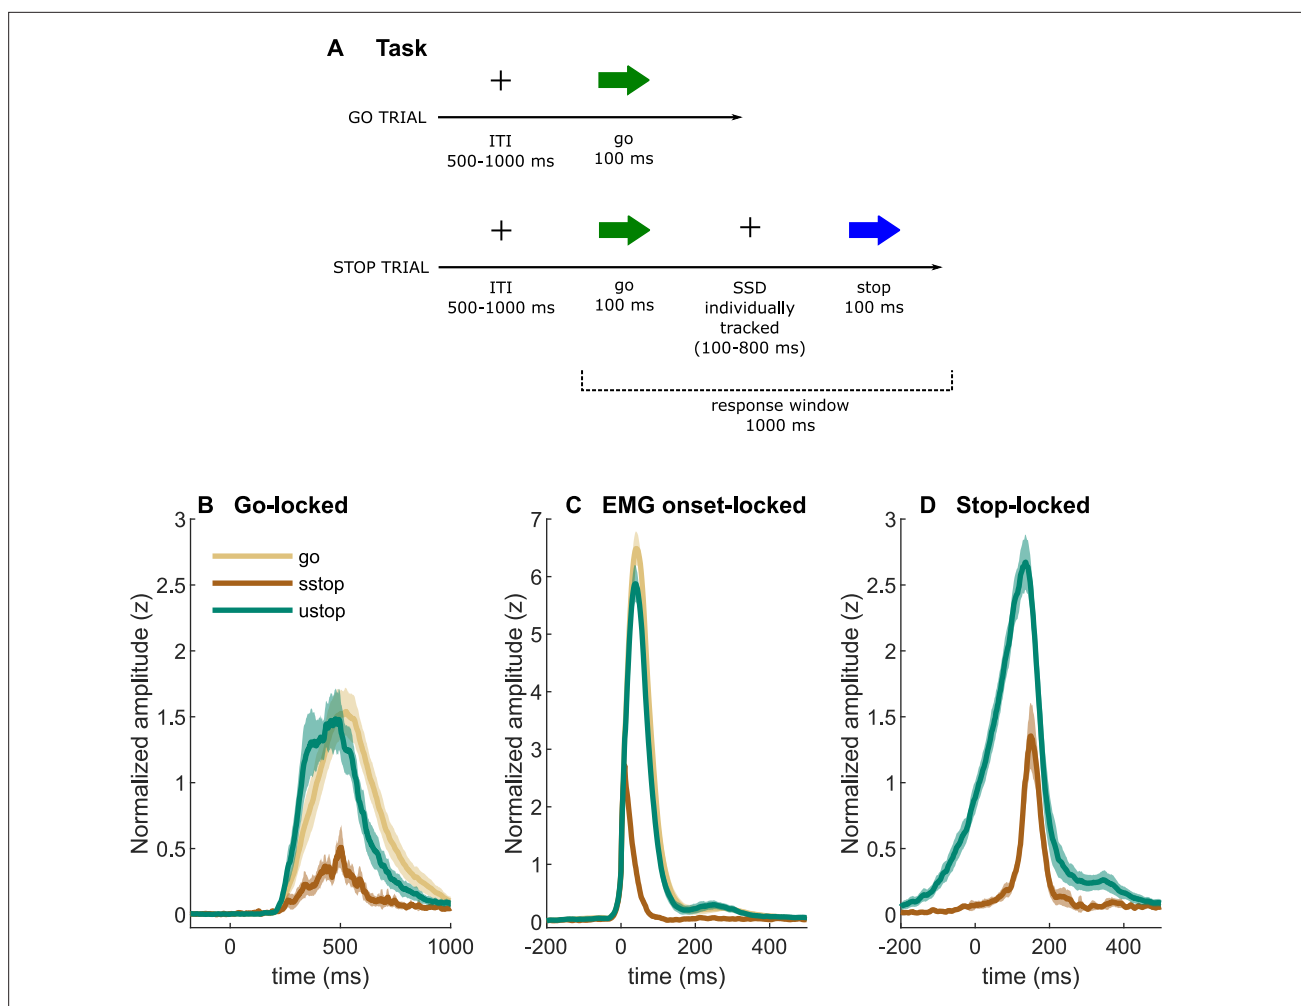 A Task
GO TRIAL
ITI
500-1000 ms
go
100 ms
STOP TRIAL
ITI
500-1000 ms
go
100 ms
SSD
individually
tracked
(100-800 ms)
stop
100 ms
response window
1000 ms
B Go-locked
Normalized amplitude (z)
3
2.5
2
1.5
1
0.5
0
go
sstop
ustop
0
500
1000
time (ms)
C EMG onset-locked
Normalized amplitude (z)
7
6
5
4
3
2
1
0
-200
0
200
400
time (ms)
D Stop-locked
Normalized amplitude (z)
3
2.5
2
1.5
1
0.5
0
-200
0
200
400
time (ms)